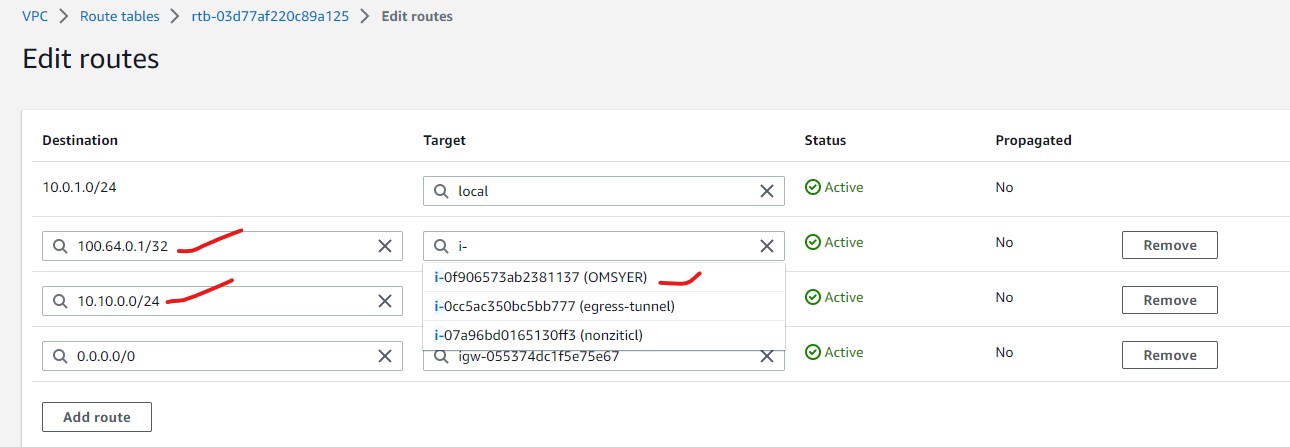 VPC > Route tables > rtb-03d77af220c89a125 > Edit routes
Edit routes
Destination Target Status Propagated
10.0.1.0/24 local Active No
100.64.0.1/32 i- Active No Remove
i-0f906573ab2381137 (OMSYER)
10.10.0.0/24 Active No Remove
i-0cc5ac350bc5bb777 (egress-tunnel)
i-07a96bd0165130ff3 (nonziticl)
0.0.0.0/0 igw-055374dc1f5e75e67 Active No Remove
Add route